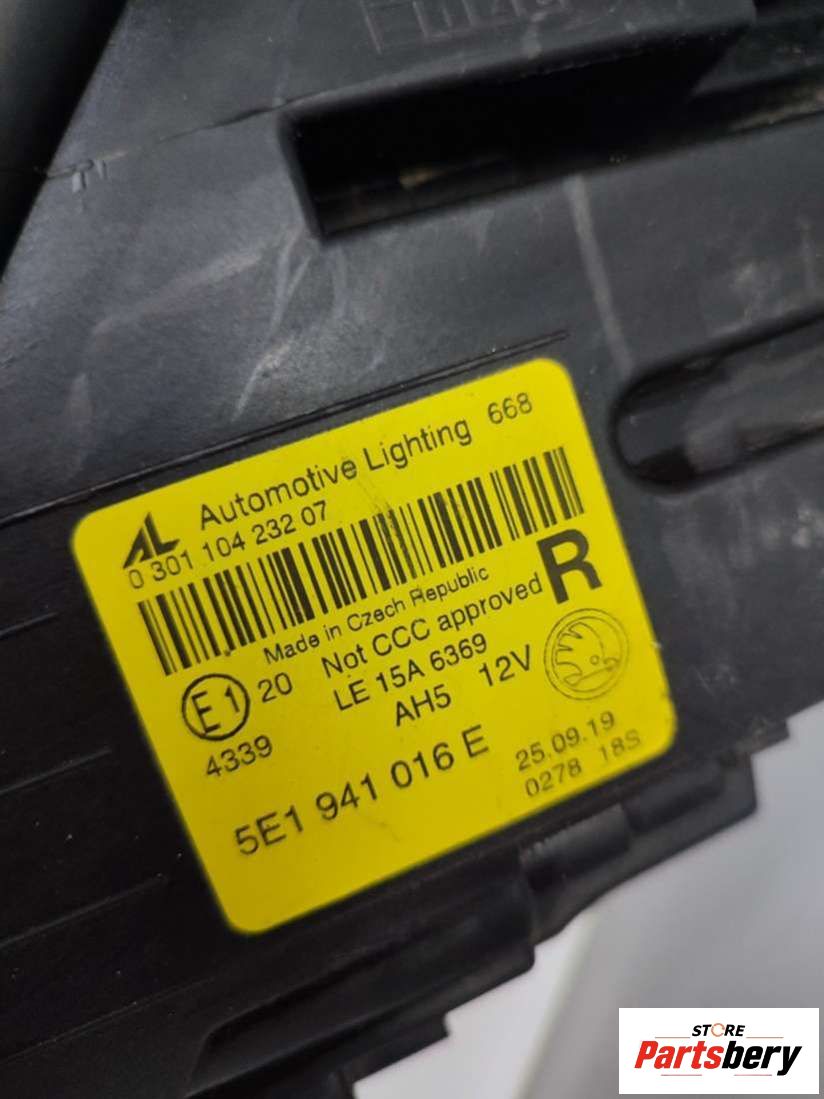 AL Automotive Lighting 668
0 301 104 232 07
Made in Czech Republic
Not CCC approved R
E1 20 LE 15A 6369
4339 AH5 12V
5E1 941 016 E 25.09.19
0278 18S
STORE
Partsbery